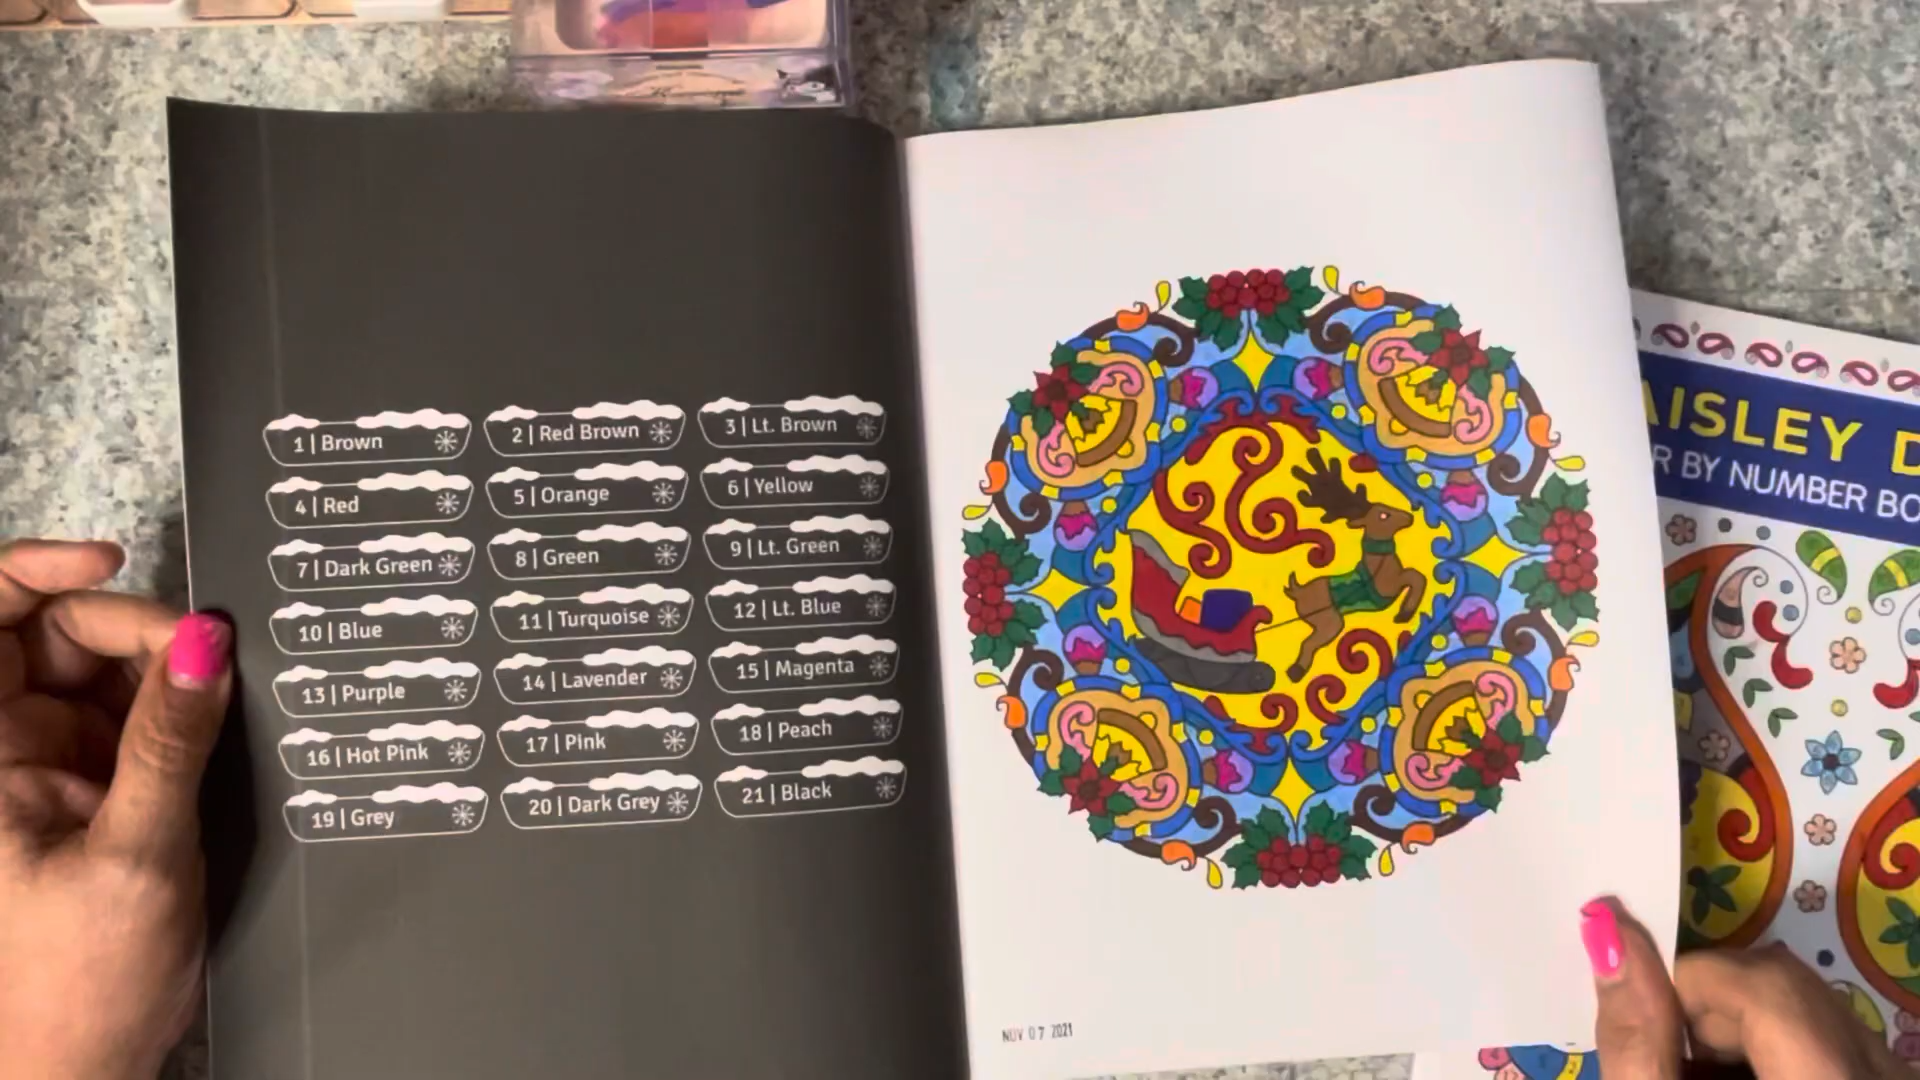 1 | Brown
2 | Red Brown
3 | Lt. Brown
4 | Red
5 | Orange
6 | Yellow
7 | Dark Green
8 | Green
9 | Lt. Green
10 | Blue
11 | Turquoise
12 | Lt. Blue
13 | Purple
14 | Lavender
15 | Magenta
16 | Hot Pink
17 | Pink
18 | Peach
19 | Grey
20 | Dark Grey
21 | Black
NOV 07 2021
AISLEY D
R BY NUMBER BO